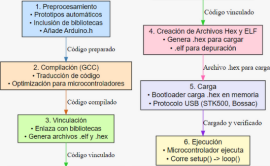 1. Preprocesamiento
• Prototipos automáticos
• Inclusión de bibliotecas
• Añade Arduino.h
Código preparado
2. Compilación (GCC)
• Traducción de código
• Optimización para microcontroladores
Código compilado
3. Vinculación
• Enlaza con bibliotecas
• Genera archivos .elf y .hex
Código vinculado
4. Creación de Archivos Hex y ELF
• Genera .hex para cargar
• .elf para depuración
Archivo .hex para carga
5. Carga
• Bootloader carga .hex en memoria
• Protocolo USB (STK500, Bossac)
Cargado y verificado
6. Ejecución
• Microcontrolador ejecuta
• Corre setup() -> loop()